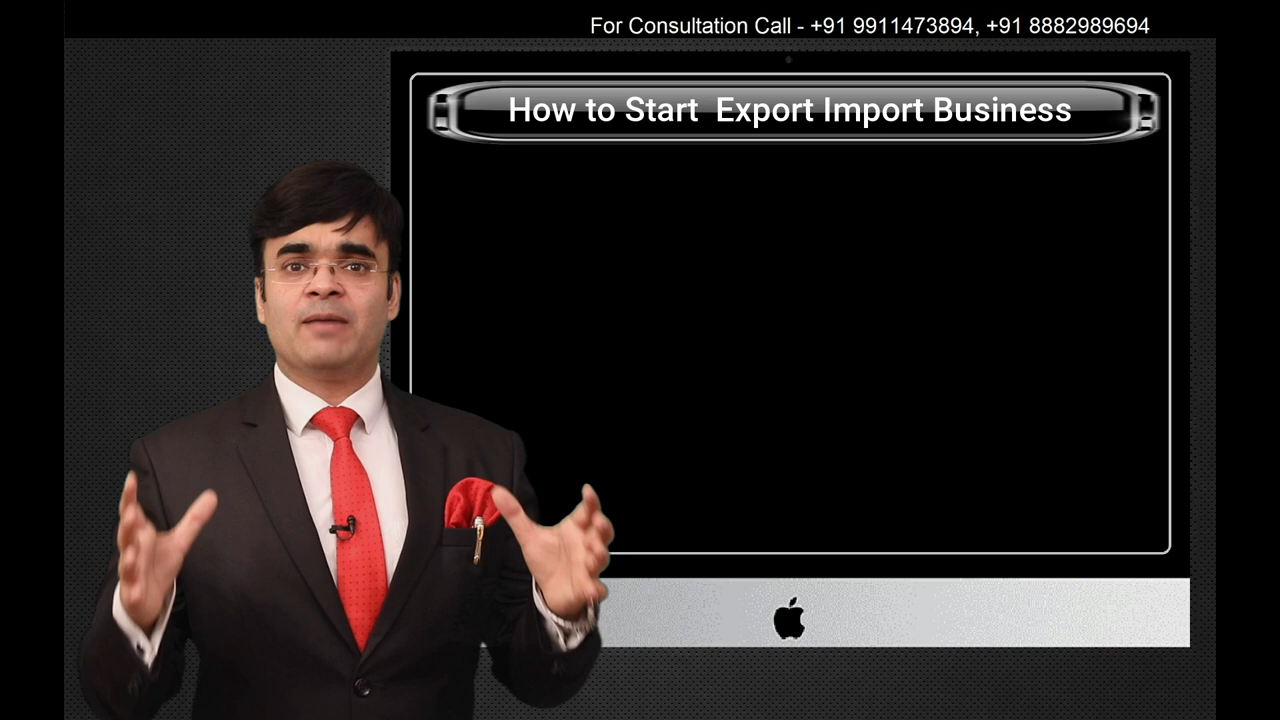 For Consultation Call - +91 9911473894, +91 8882989694
How to Start Export Import Business